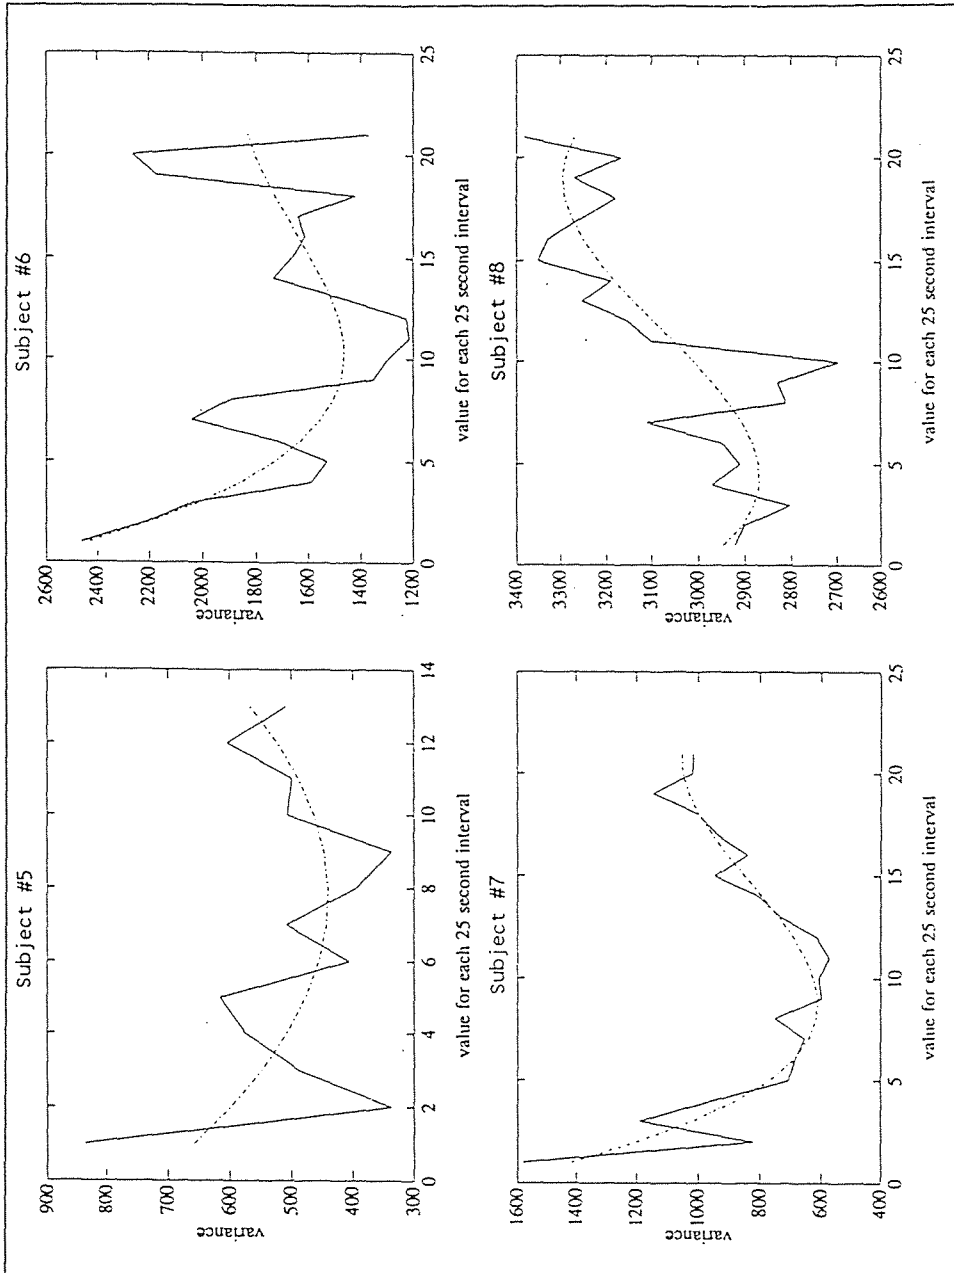 Subject #5
900
800
700
600
500
400
300
variance
0 2 4 6 8 10 12 14
value for each 25 second interval
Subject #6
2600
2400
2200
2000
1800
1600
1400
1200
variance
0 5 10 15 20 25
value for each 25 second interval
Subject #7
1600
1400
1200
1000
800
600
400
variance
0 5 10 15 20 25
value for each 25 second interval
Subject #8
3400
3300
3200
3100
3000
2900
2800
2700
2600
variance
0 5 10 15 20 25
value for each 25 second interval